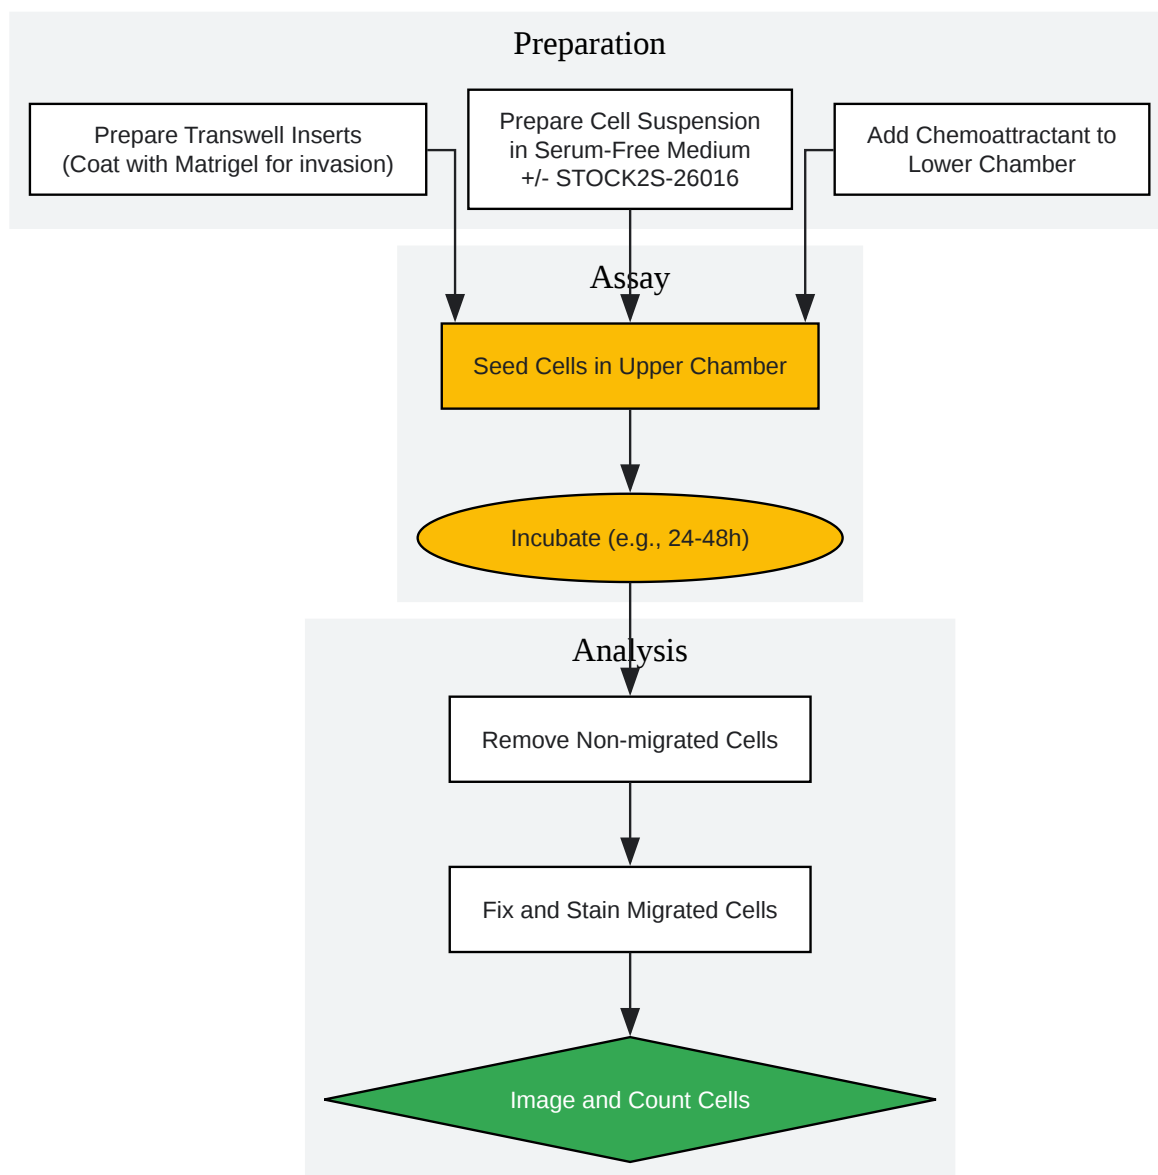 Preparation
Prepare Transwell Inserts
(Coat with Matrigel for invasion)
Prepare Cell Suspension
in Serum-Free Medium
+/- STOCK2S-26016
Add Chemoattractant to
Lower Chamber
Assay
Seed Cells in Upper Chamber
Incubate (e.g., 24-48h)
Analysis
Remove Non-migrated Cells
Fix and Stain Migrated Cells
Image and Count Cells